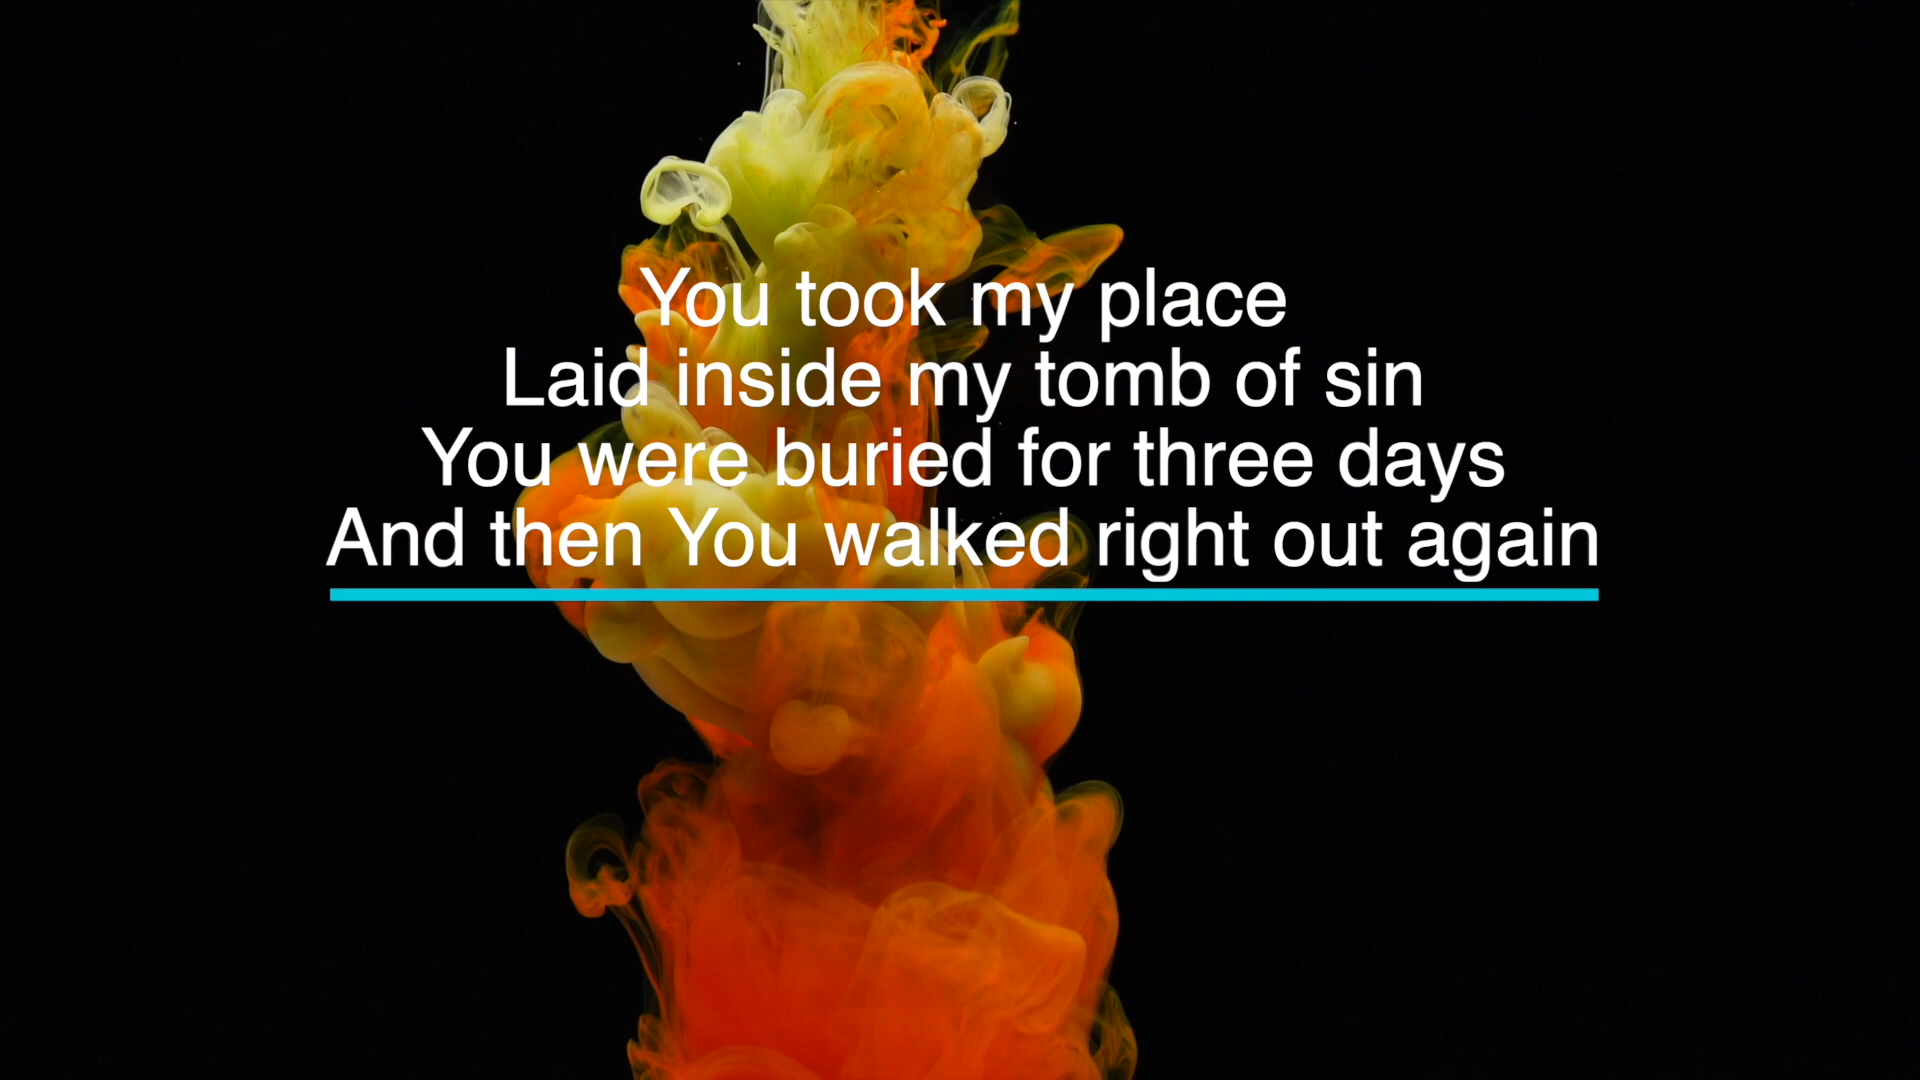 You took my place
Laid inside my tomb of sin
You were buried for three days
And then You walked right out again